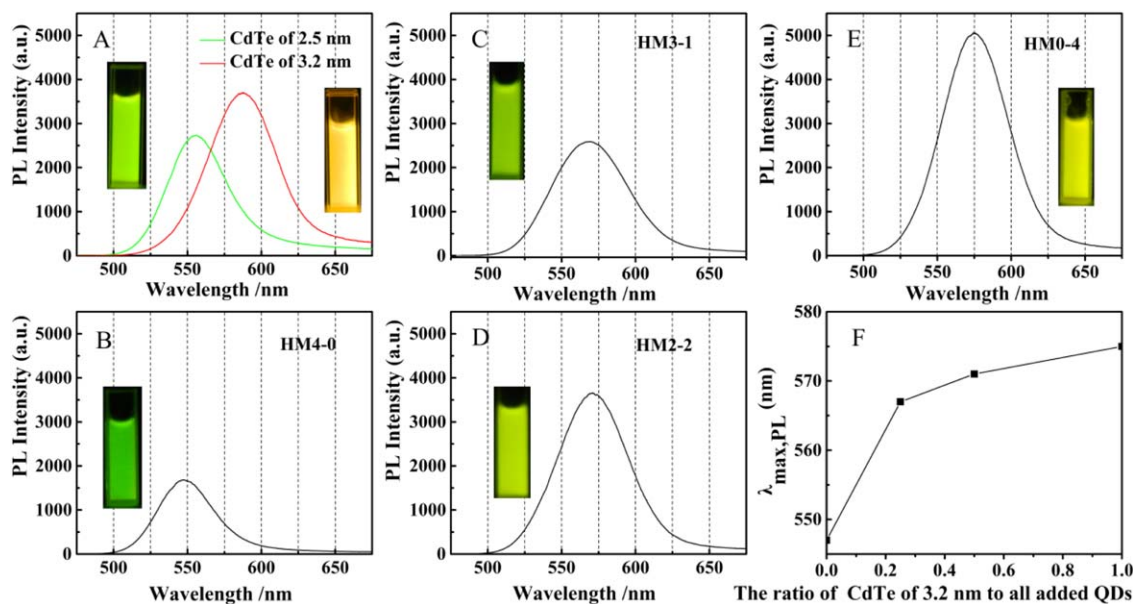 A
CdTe of 2.5 nm
CdTe of 3.2 nm
PL Intensity (a.u.)
5000
4000
3000
2000
1000
0
500 550 600 650
Wavelength /nm
C
HM3-1
PL Intensity (a.u.)
5000
4000
3000
2000
1000
0
500 550 600 650
Wavelength /nm
E
HM0-4
PL Intensity (a.u.)
5000
4000
3000
2000
1000
0
500 550 600 650
Wavelength /nm
B
HM4-0
PL Intensity (a.u.)
5000
4000
3000
2000
1000
0
500 550 600 650
Wavelength /nm
D
HM2-2
PL Intensity (a.u.)
5000
4000
3000
2000
1000
0
500 550 600 650
Wavelength /nm
F
λmax,PL (nm)
580
570
560
550
0.0 0.2 0.4 0.6 0.8 1.0
The ratio of CdTe of 3.2 nm to all added QDs